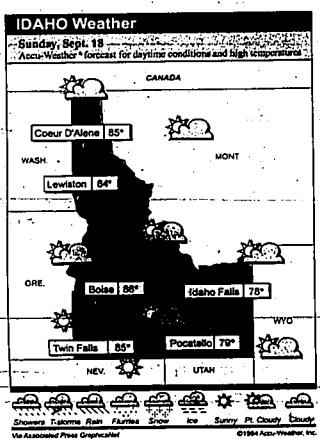 IDAHO Weather
Sunday, Sept. 18
Accu-Weather® forecast for daytime conditions and high temperatures
CANADA
Coeur D'Alene 85°
WASH.
MONT
Lewiston 84°
ORE.
Boise 86°
Idaho Falls 78°
WYO
Twin Falls 85°
Pocatello 79°
NEV.
UTAH
Showers T-storms Rain Flurries Snow Ice Sunny Pt. Cloudy Cloudy
Via Associated Press GraphicsNet ©1994 Accu-Weather, Inc.